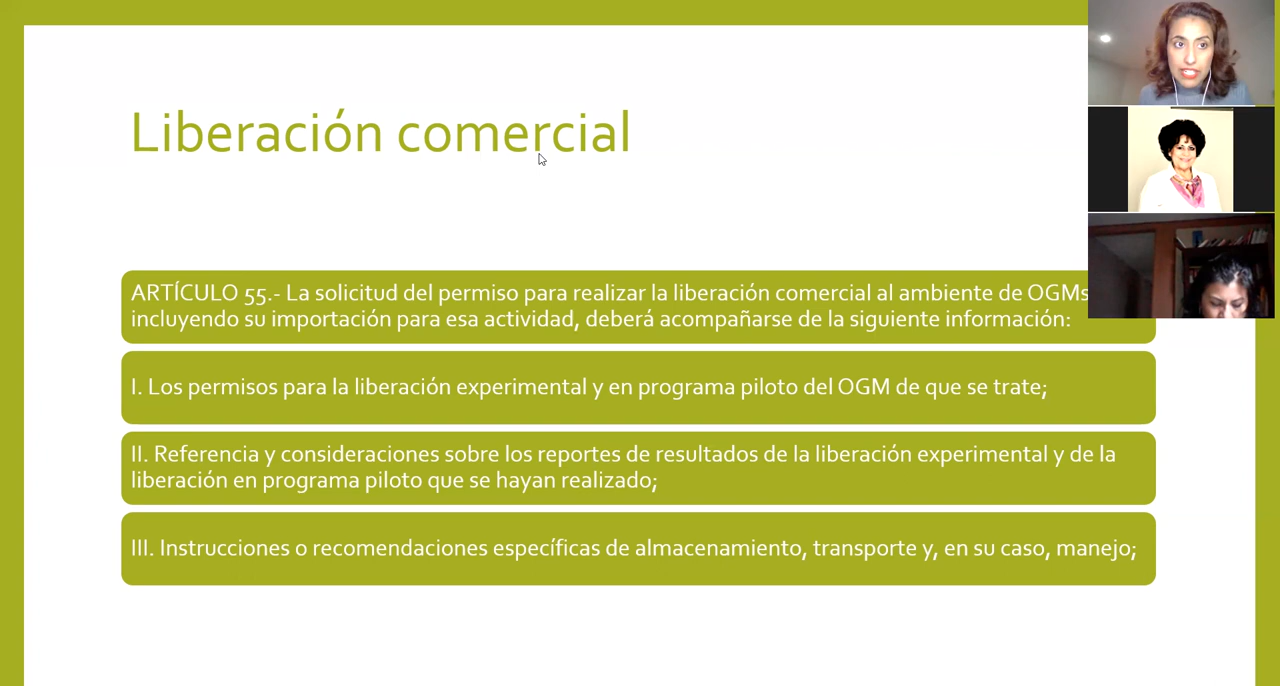 Liberación comercial
ARTÍCULO 55.- La solicitud del permiso para realizar la liberación comercial al ambiente de OGMs
incluyendo su importación para esa actividad, deberá acompañarse de la siguiente información:
I. Los permisos para la liberación experimental y en programa piloto del OGM de que se trate;
II. Referencia y consideraciones sobre los reportes de resultados de la liberación experimental y de la
liberación en programa piloto que se hayan realizado;
III. Instrucciones o recomendaciones específicas de almacenamiento, transporte y, en su caso, manejo;